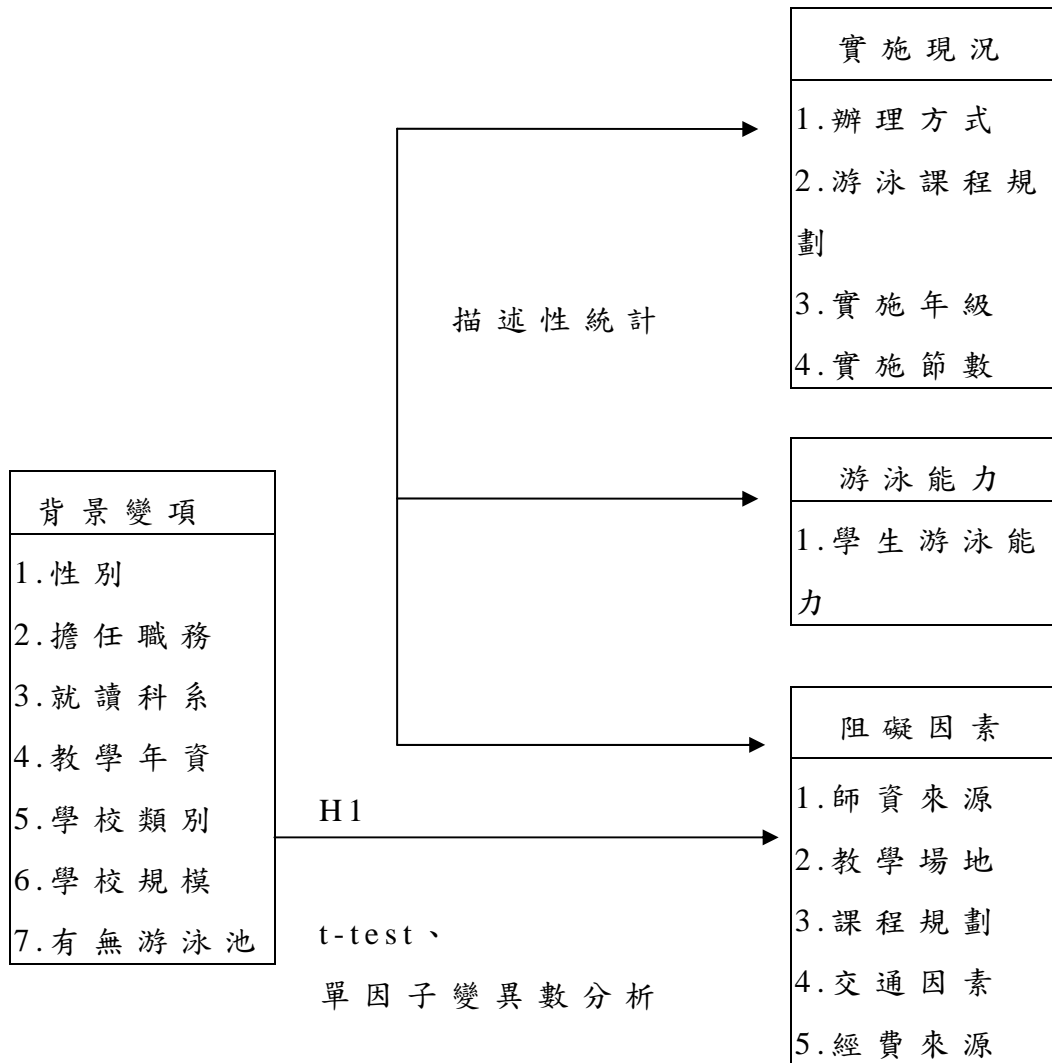 實施現況
1.辦理方式
2.游泳課程規
劃
3.實施年級
4.實施節數
描述性統計
游泳能力
1.學生游泳能
力
背景變項
1.性別
2.擔任職務
3.就讀科系
4.教學年資
5.學校類別
6.學校規模
7.有無游泳池
H1
t-test、
單因子變異數分析
阻礙因素
1.師資來源
2.教學場地
3.課程規劃
4.交通因素
5.經費來源